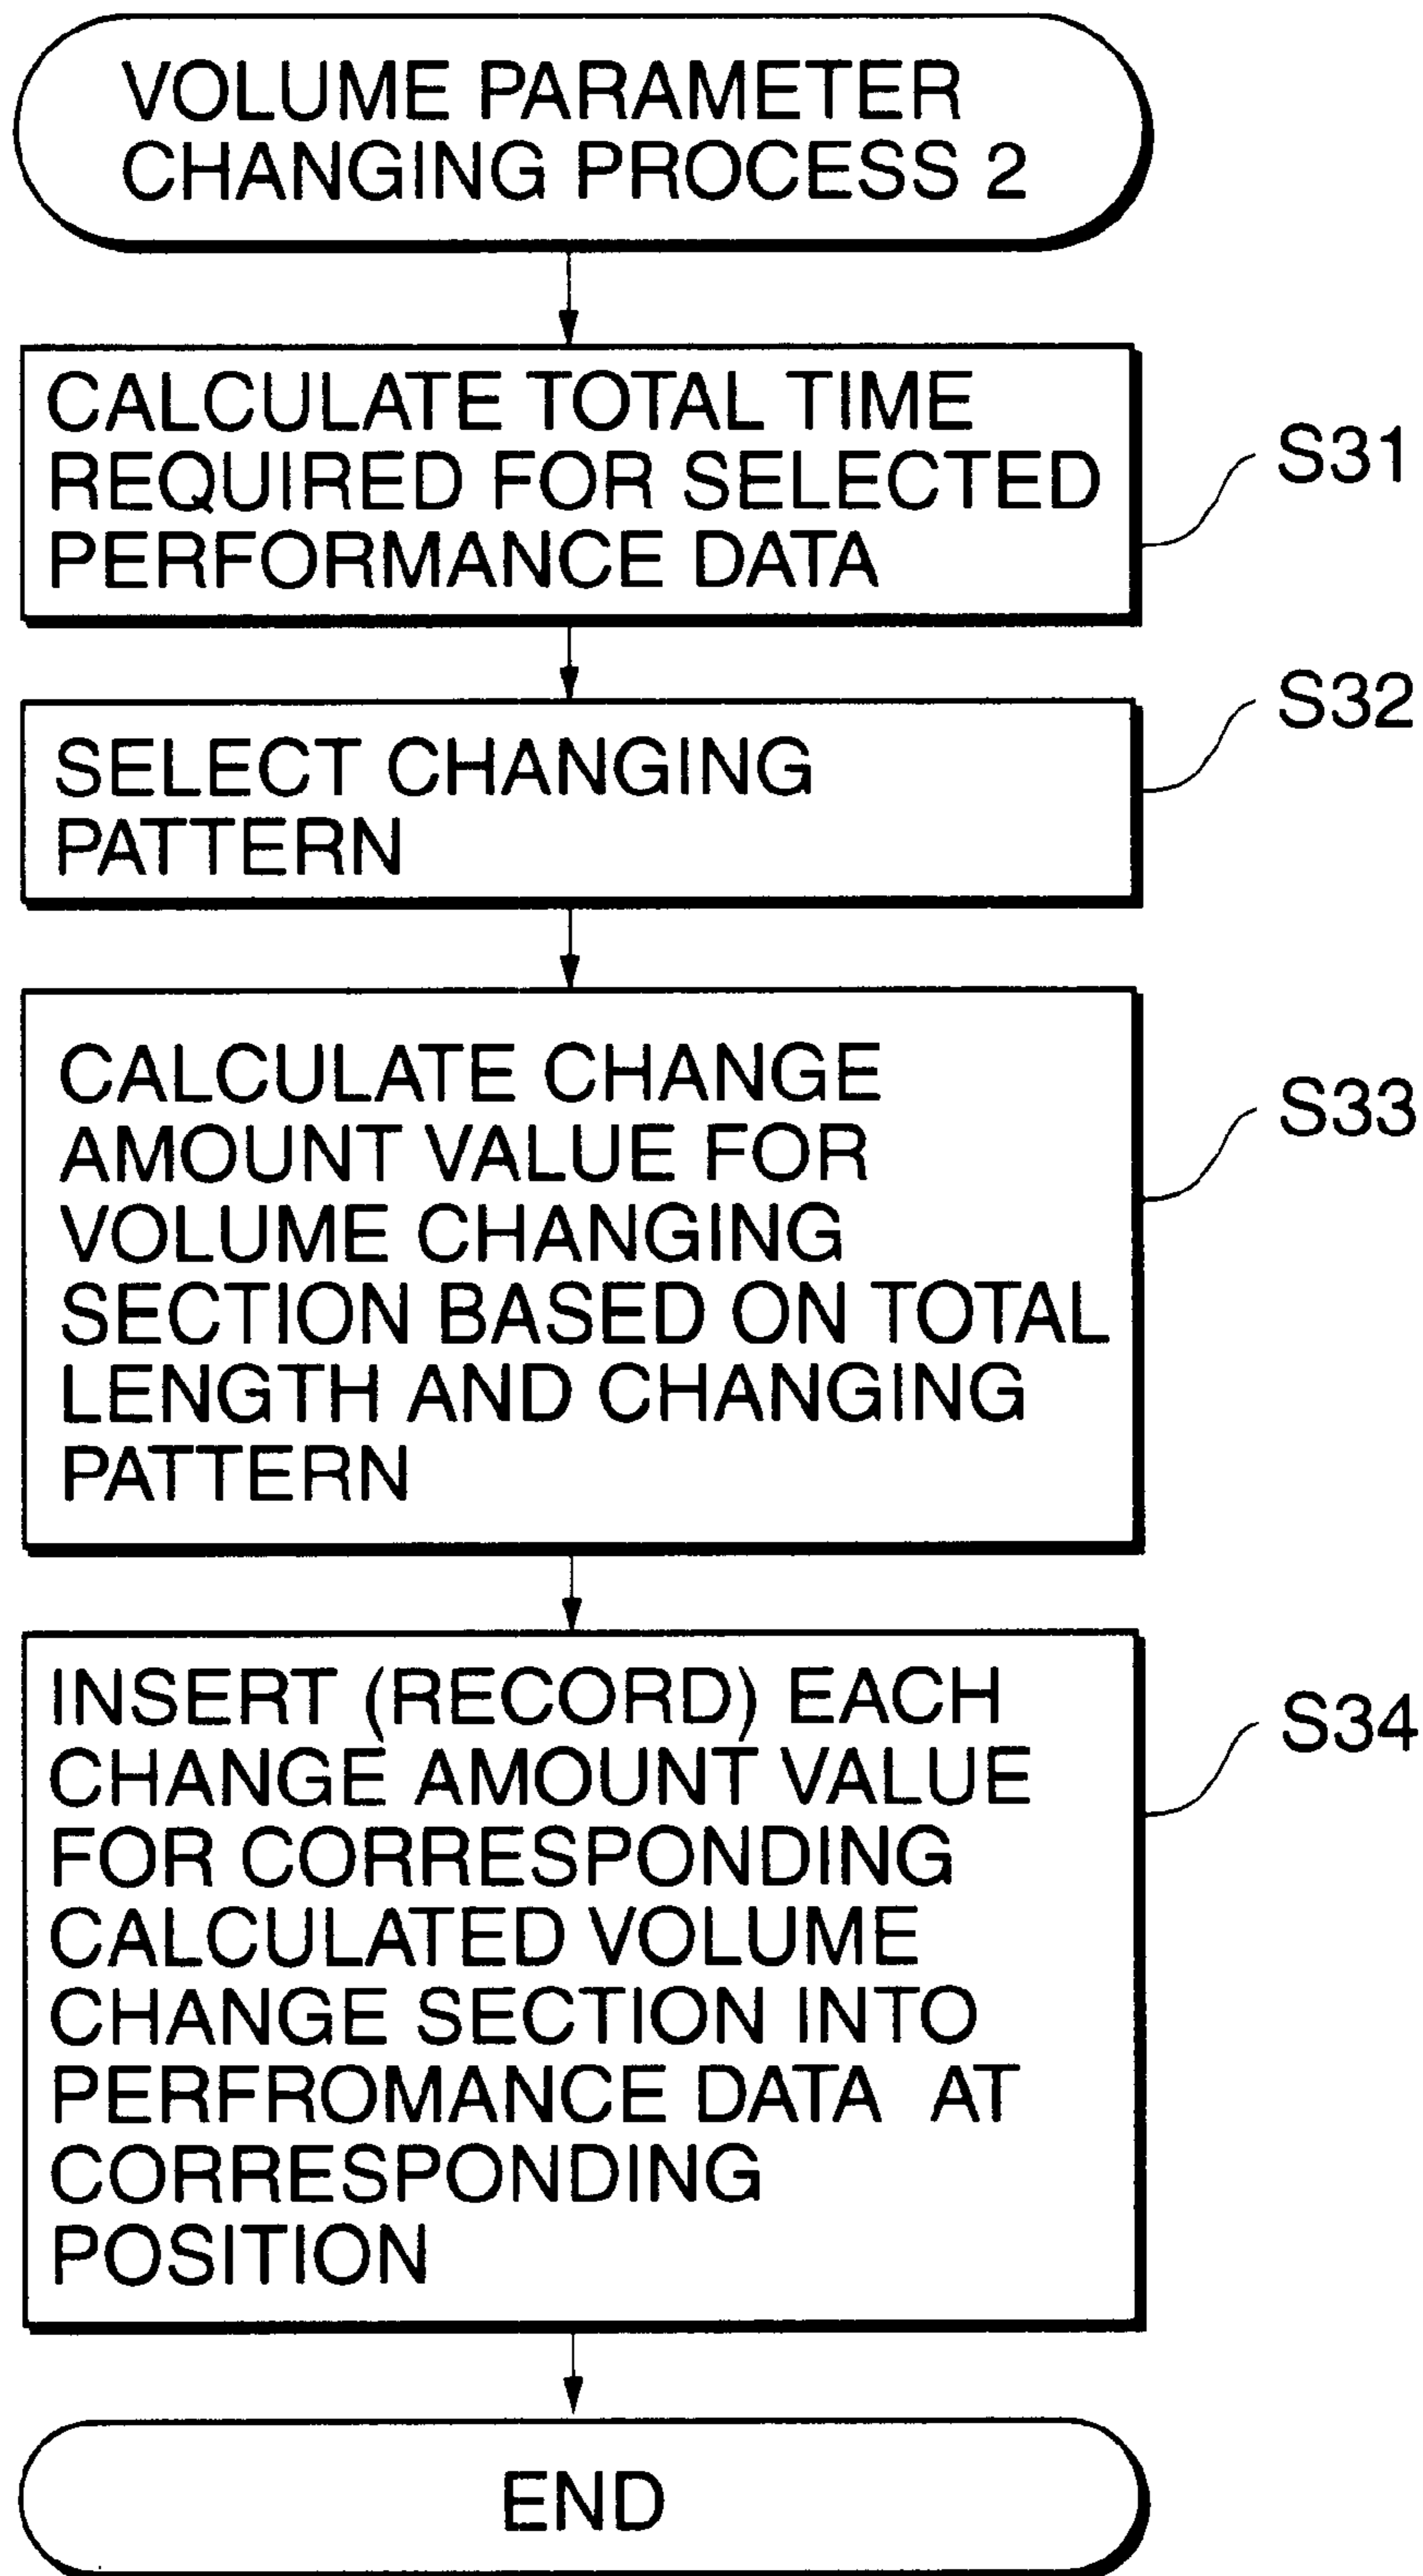 VOLUME PARAMETER
CHANGING PROCESS 2
CALCULATE TOTAL TIME
REQUIRED FOR SELECTED
PERFORMANCE DATA
S31
SELECT CHANGING
PATTERN
S32
CALCULATE CHANGE
AMOUNT VALUE FOR
VOLUME CHANGING
SECTION BASED ON TOTAL
LENGTH AND CHANGING
PATTERN
S33
INSERT (RECORD) EACH
CHANGE AMOUNT VALUE
FOR CORRESPONDING
CALCULATED VOLUME
CHANGE SECTION INTO
PERFROMANCE DATA AT
CORRESPONDING
POSITION
S34
END